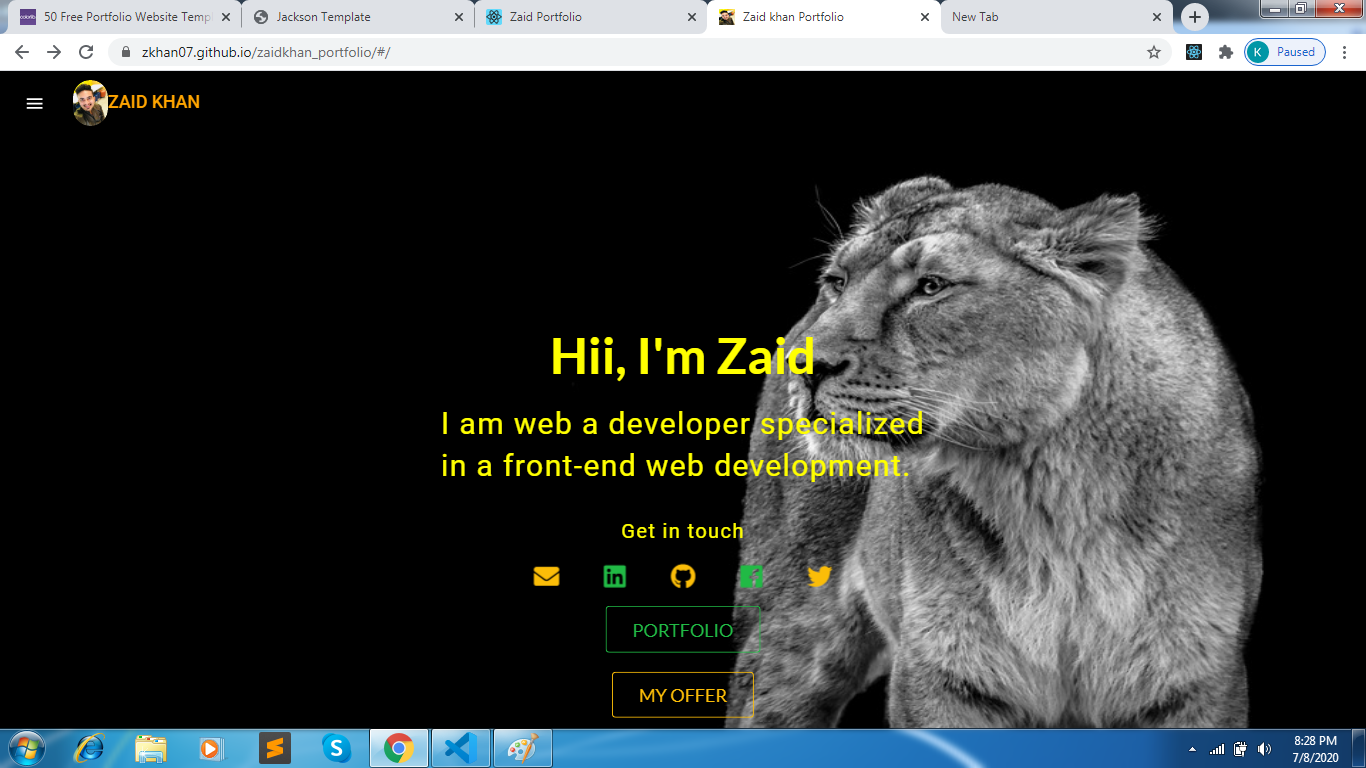 50 Free Portfolio Website Temp
Jackson Template
Zaid Portfolio
Zaid khan Portfolio
New Tab
zkhan07.github.io/zaidkhan_portfolio/#/
K Paused
ZAID KHAN
Hii, I'm Zaid
I am web a developer specialized
in a front-end web development.
Get in touch
PORTFOLIO
MY OFFER
8:28 PM
7/8/2020